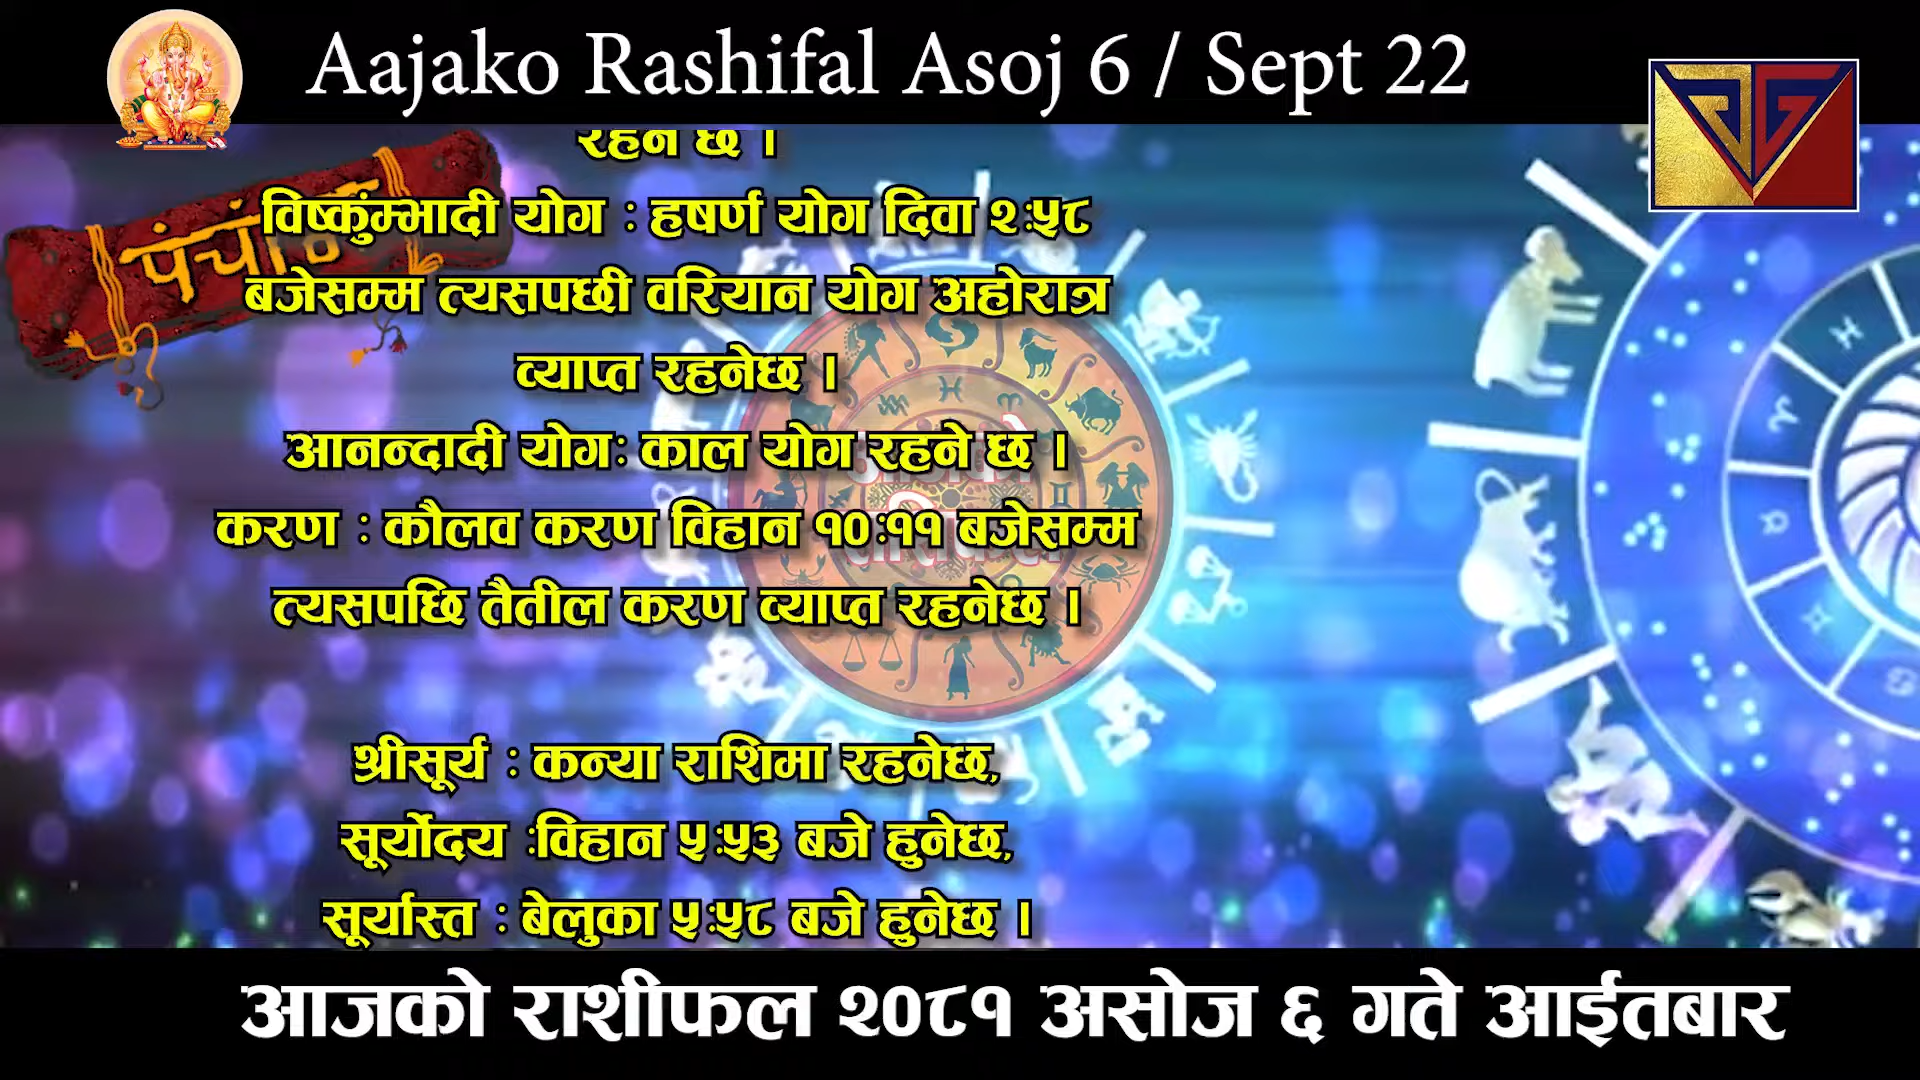 Aajako Rashifal Asoj 6 / Sept 22
रहने छ ।
पंचांग
विष्कुंम्भादी योग : हषर्ण योग दिवा २:५८
बजेसम्म त्यसपछी वरियान योग अहोरात्र
व्याप्त रहनेछ ।
आनन्दादी योग: काल योग रहने छ ।
करण : कौलव करण विहान १०:११ बजेसम्म
त्यसपछि तैतील करण व्याप्त रहनेछ ।
श्रीसूर्य : कन्या राशिमा रहनेछ,
सूर्योदय :विहान ५:५३ बजे हुनेछ,
सूर्यास्त : बेलुका ५:५८ बजे हुनेछ ।
आजको राशीफल २०८१ असोज ६ गते आईतबार